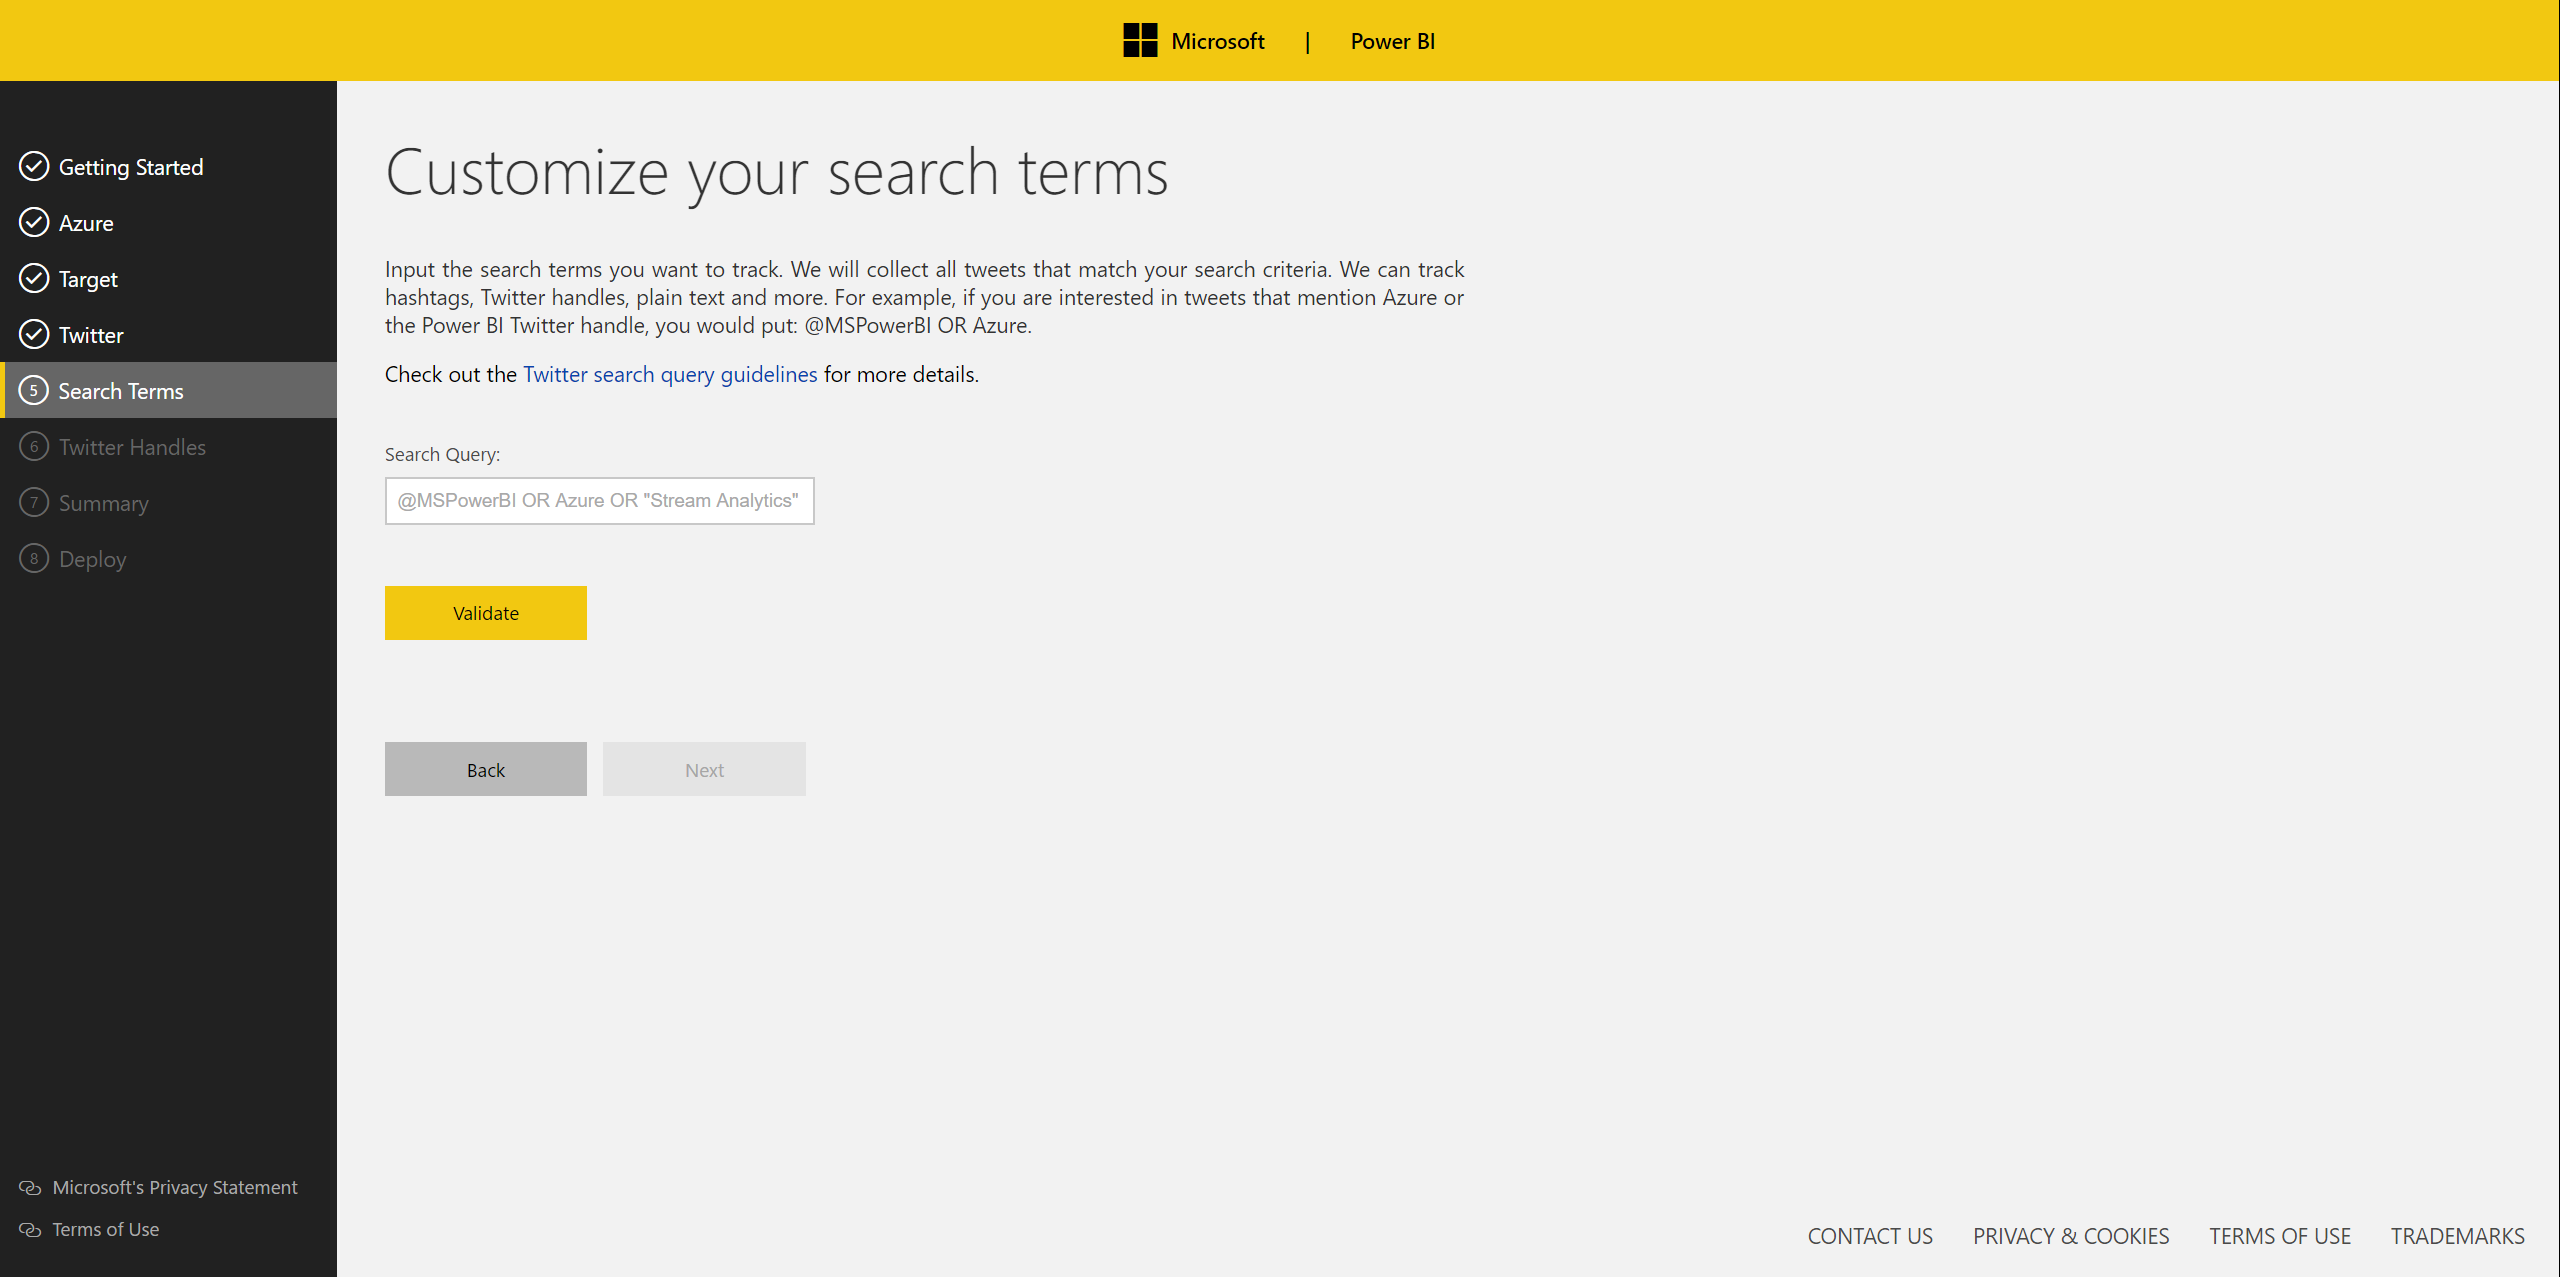 Microsoft | Power BI
Getting Started
Azure
Target
Twitter
5 Search Terms
6 Twitter Handles
7 Summary
8 Deploy
Microsoft's Privacy Statement
Terms of Use
Customize your search terms
Input the search terms you want to track. We will collect all tweets that match your search criteria. We can track
hashtags, Twitter handles, plain text and more. For example, if you are interested in tweets that mention Azure or
the Power BI Twitter handle, you would put: @MSPowerBI OR Azure.
Check out the Twitter search query guidelines for more details.
Search Query:
@MSPowerBI OR Azure OR "Stream Analytics"
Validate
Back Next
CONTACT US PRIVACY & COOKIES TERMS OF USE TRADEMARKS